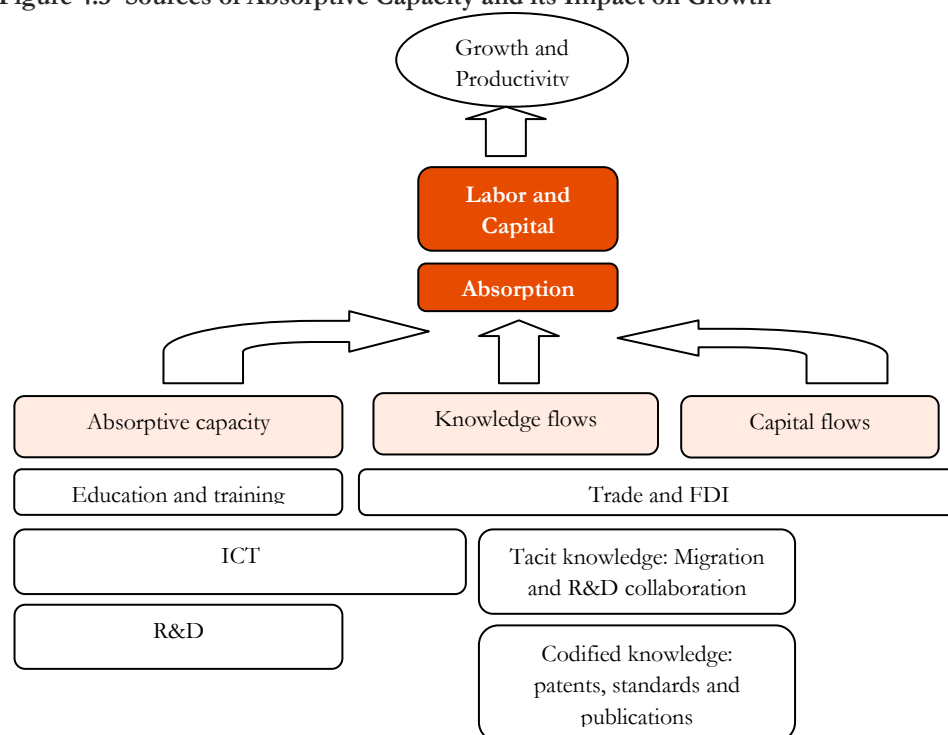 Figure 4.3 Sources of Absorptive Capacity and its Impact on Growth
Growth and
Productivity
Labor and
Capital
Absorption
Absorptive capacity
Knowledge flows
Capital flows
Education and training
Trade and FDI
ICT
Tacit knowledge: Migration
and R&D collaboration
R&D
Codified knowledge:
patents, standards and
publications